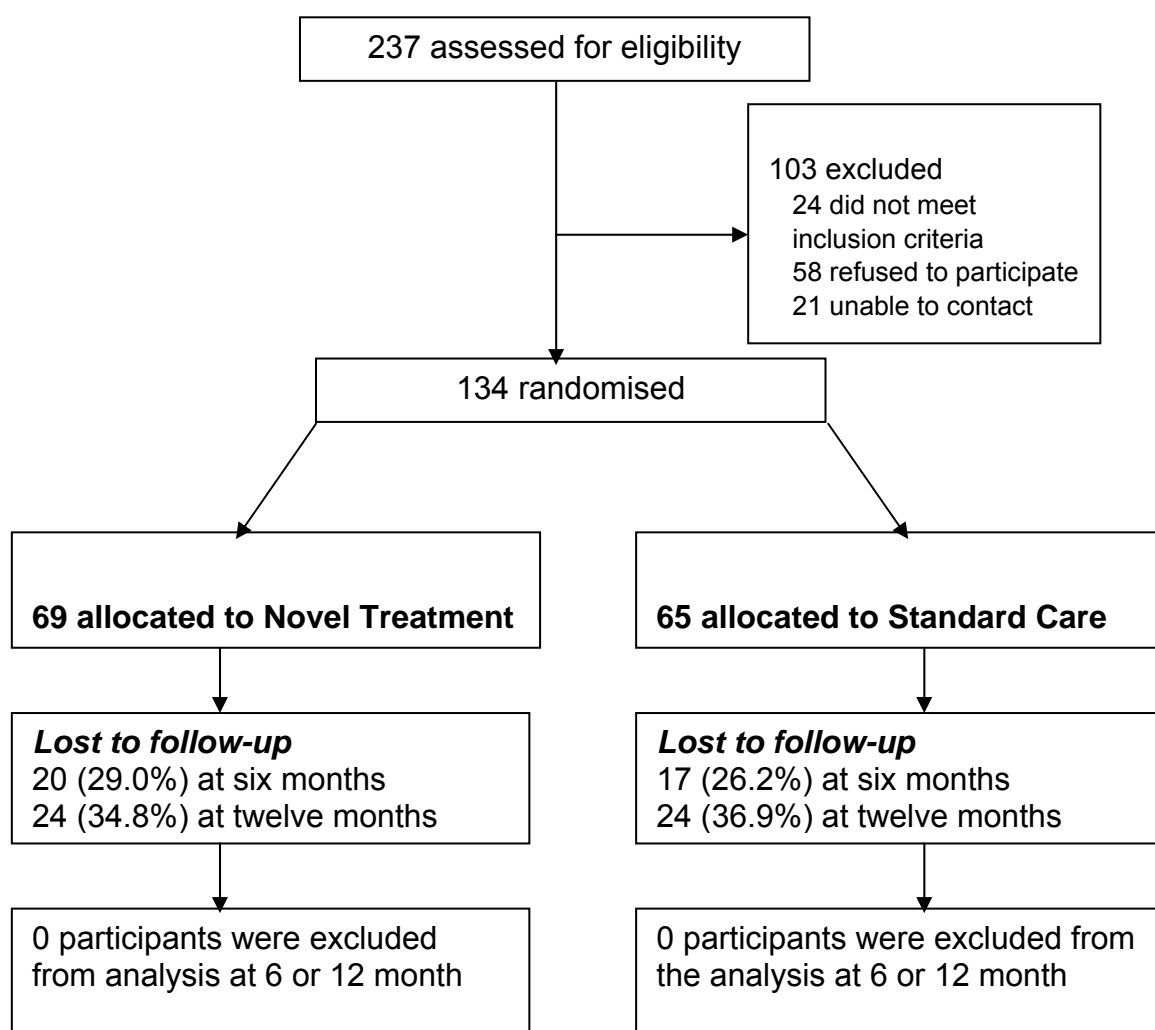 237 assessed for eligibility
103 excluded
24 did not meet
inclusion criteria
58 refused to participate
21 unable to contact
134 randomised
69 allocated to Novel Treatment
65 allocated to Standard Care
Lost to follow-up
20 (29.0%) at six months
24 (34.8%) at twelve months
Lost to follow-up
17 (26.2%) at six months
24 (36.9%) at twelve months
0 participants were excluded
from analysis at 6 or 12 month
0 participants were excluded from
the analysis at 6 or 12 month